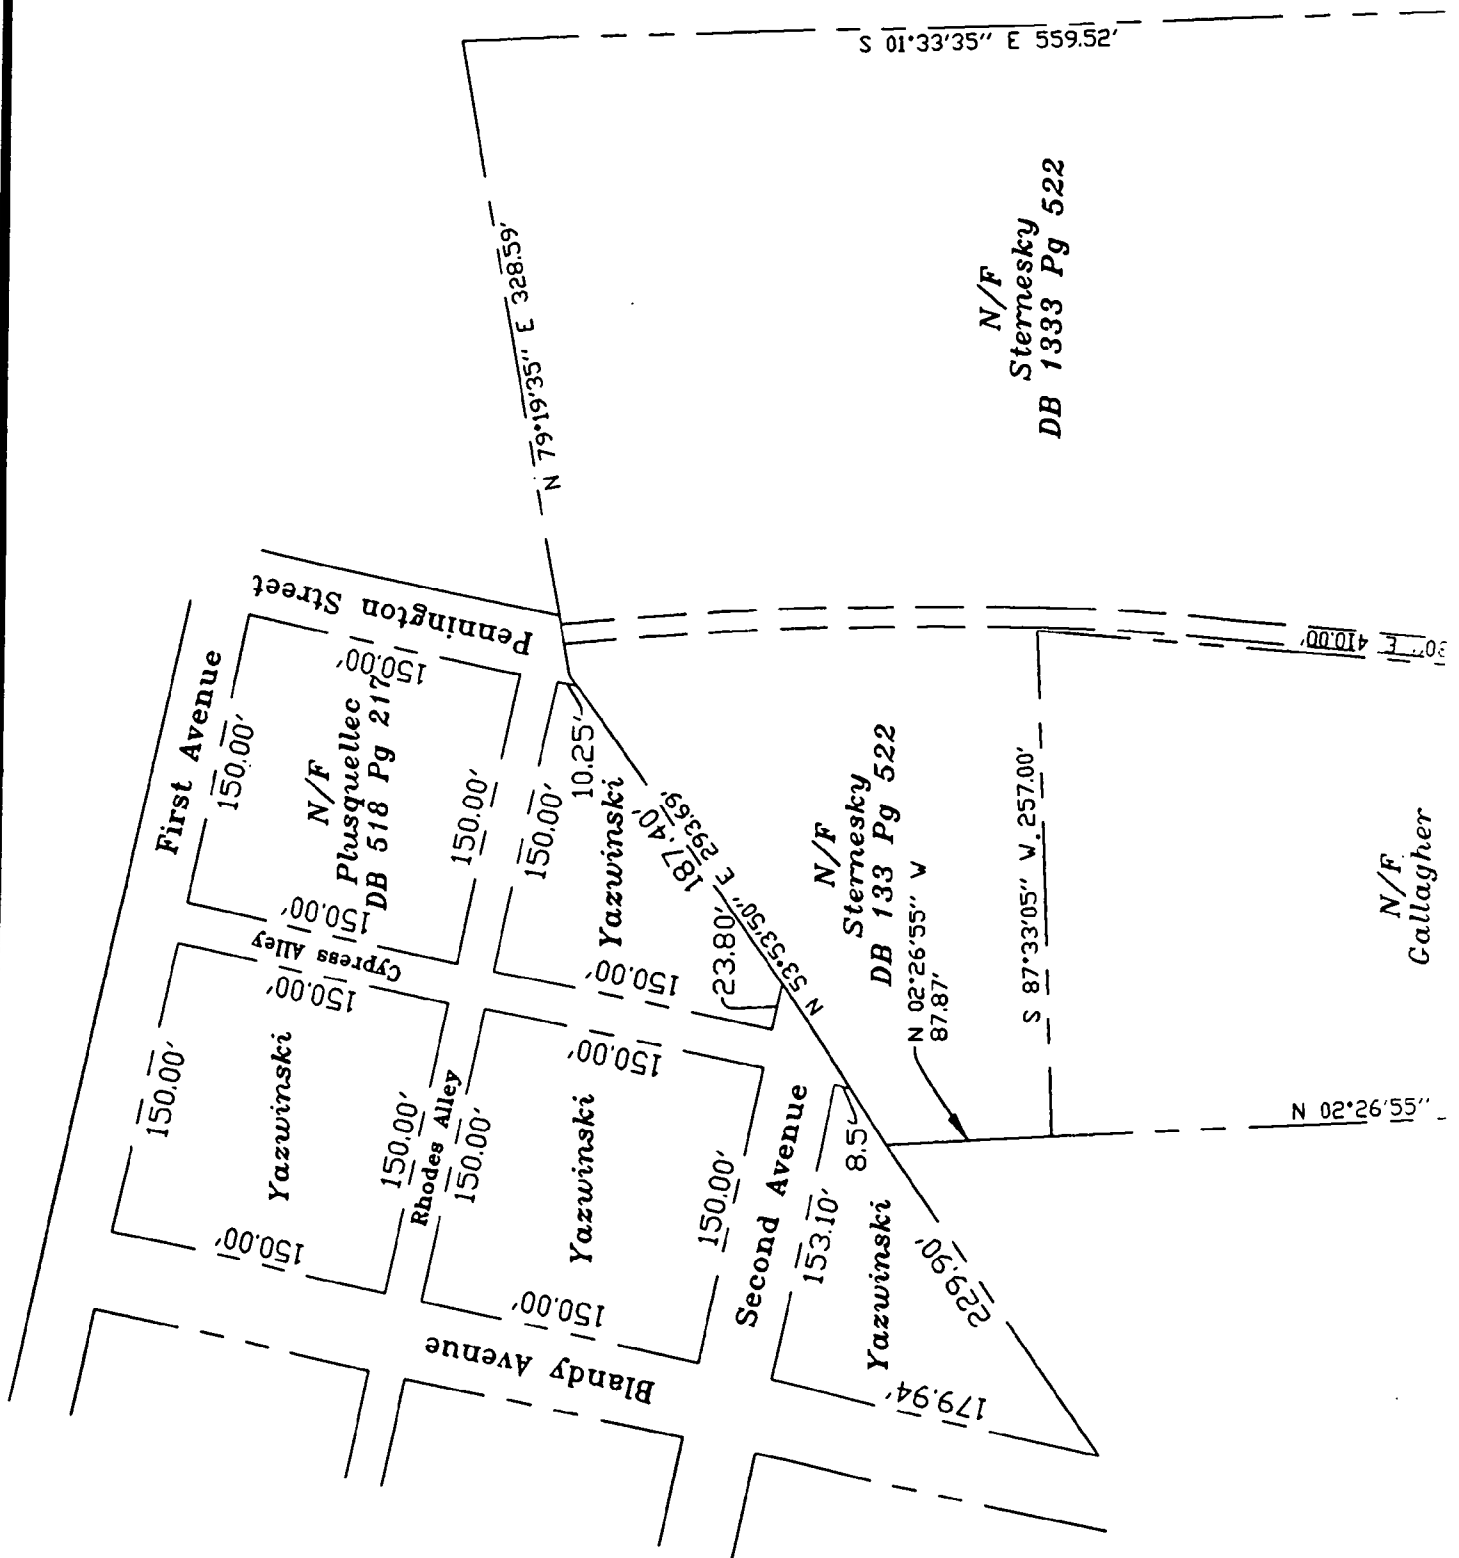 S 01°33'35" E 559.52'
N 79°19'35" E 328.59'
N/F
Sternesky
DB 1333 Pg 522
Pennington Street
First Avenue
150.00'
150.00'
N/F
Plusquellec
DB 518 Pg 217
150.00'
150.00'
Cypress Alley
150.00'
10.25'
Yazwinski
150.00'
23.80'
187.40'
N 53°53'50" E 293.69'
30" E 410.00'
N/F
Sternesky
DB 133 Pg 522
N 02°26'55" W
87.87'
S 87°33'05" W 257.00'
N/F
Gallagher
N 02°26'55"
150.00'
150.00'
Yazwinski
150.00'
150.00'
Rhodes Alley
150.00'
150.00'
Yazwinski
150.00'
150.00'
Second Avenue
8.5'
153.10'
Yazwinski
229.90'
179.94'
Blandy Avenue